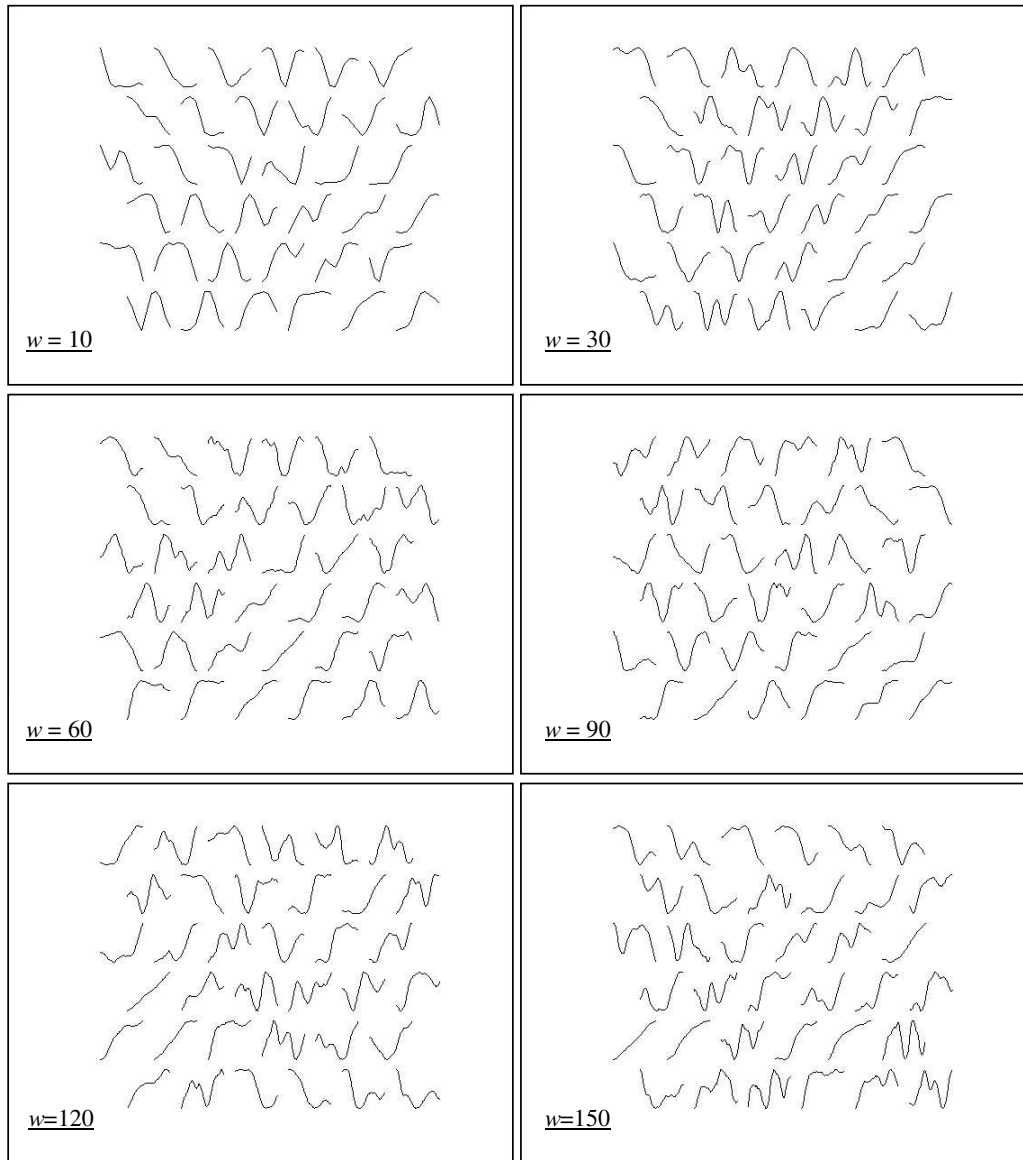 w = 10
w = 30
w = 60
w = 90
w=120
w=150